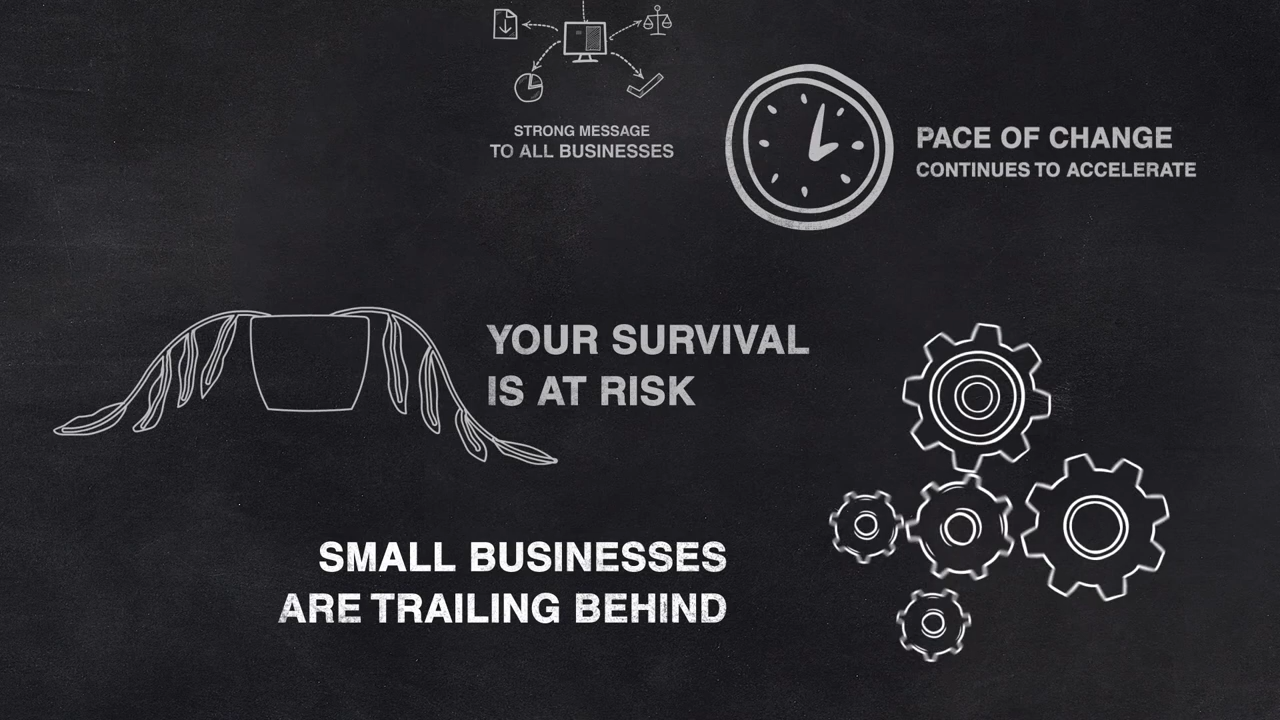 STRONG MESSAGE
TO ALL BUSINESSES
PACE OF CHANGE
CONTINUES TO ACCELERATE
YOUR SURVIVAL
IS AT RISK
SMALL BUSINESSES
ARE TRAILING BEHIND